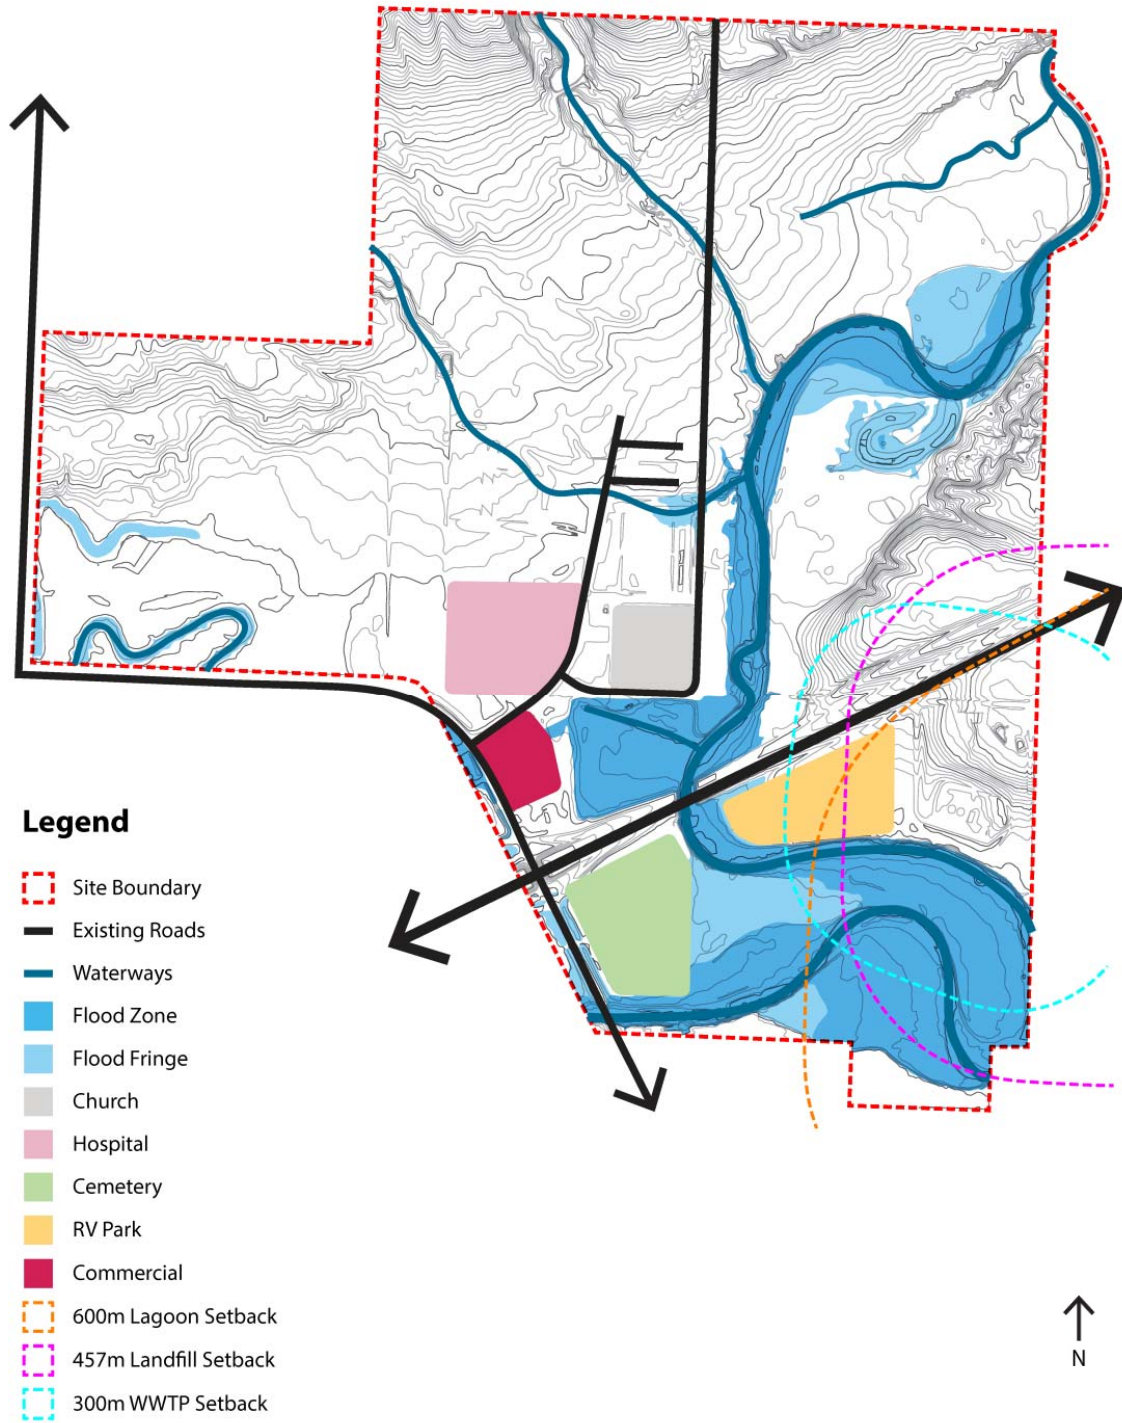 Legend
Site Boundary
Existing Roads
Waterways
Flood Zone
Flood Fringe
Church
Hospital
Cemetery
RV Park
Commercial
600m Lagoon Setback
457m Landfill Setback
300m WWTP Setback
N